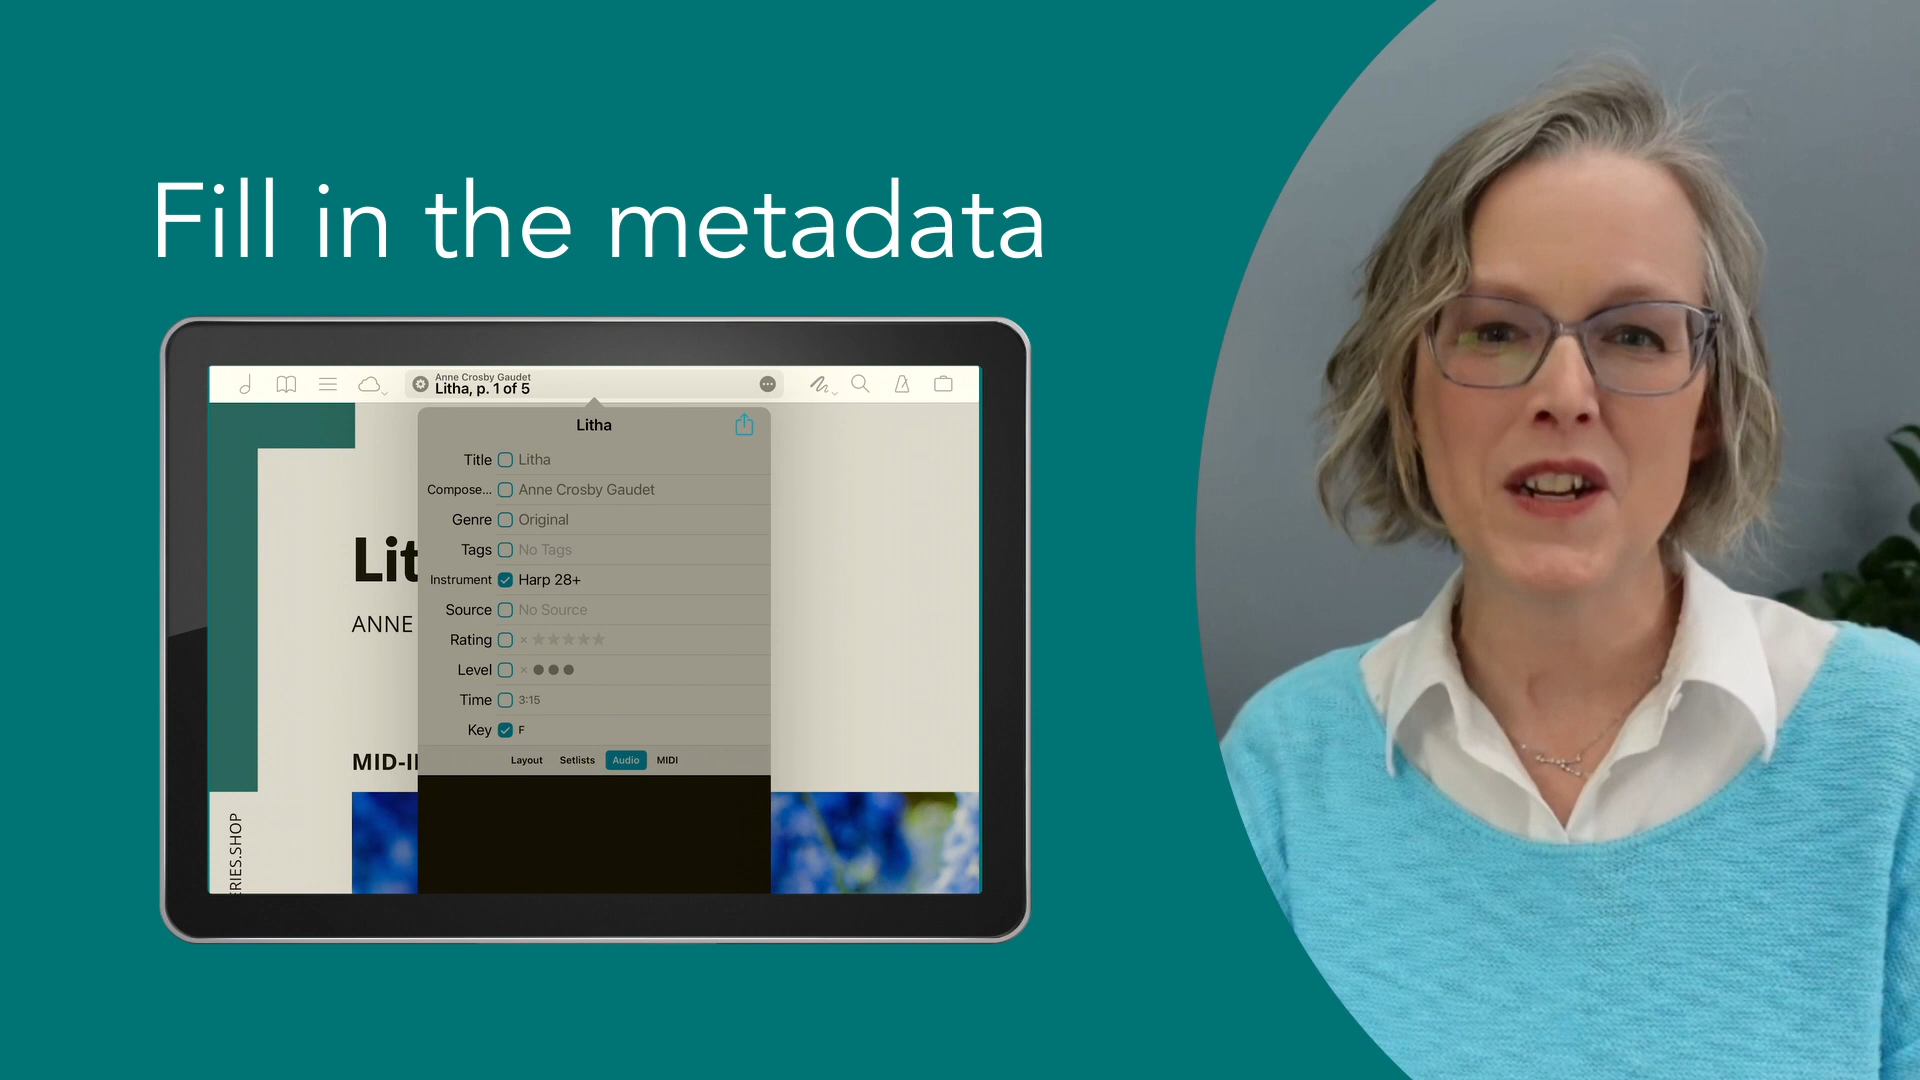 Fill in the metadata
Anne Crosby Gaudet
Litha, p. 1 of 5
Litha
Title Litha
Compose... Anne Crosby Gaudet
Genre Original
Tags No Tags
Instrument Harp 28+
Source No Source
Rating × ★★★★★
Level × ●●●
Time 3:15
Key F
Layout Setlists Audio MIDI
Lit
ANNE
MID-I
ERIES.SHOP